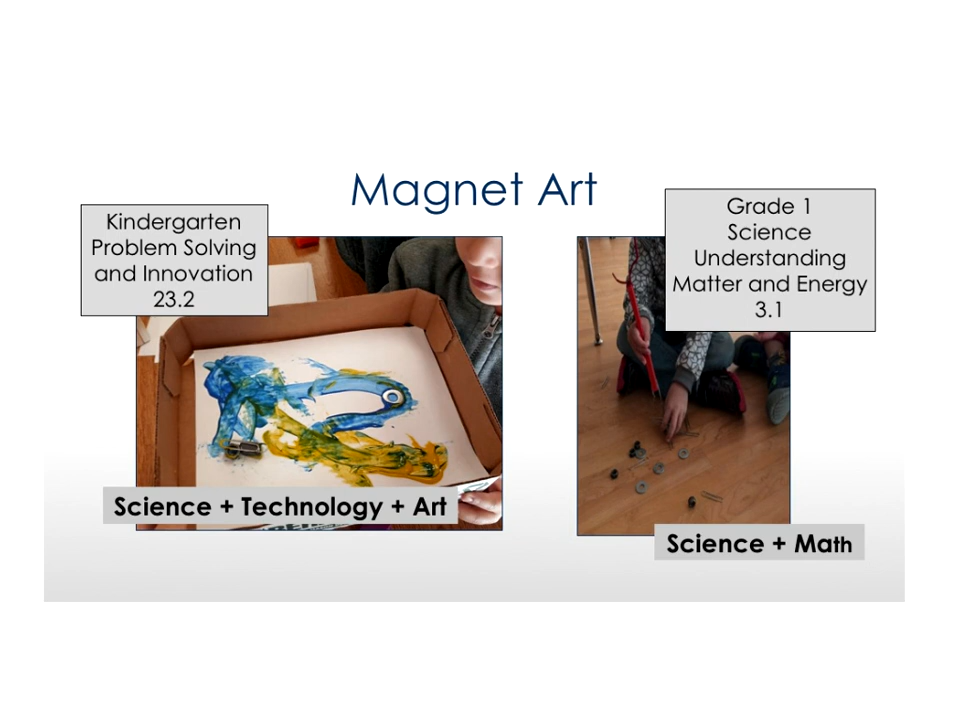 Magnet Art
Kindergarten
Problem Solving
and Innovation
23.2
Science + Technology + Art
Grade 1
Science
Understanding
Matter and Energy
3.1
Science + Math